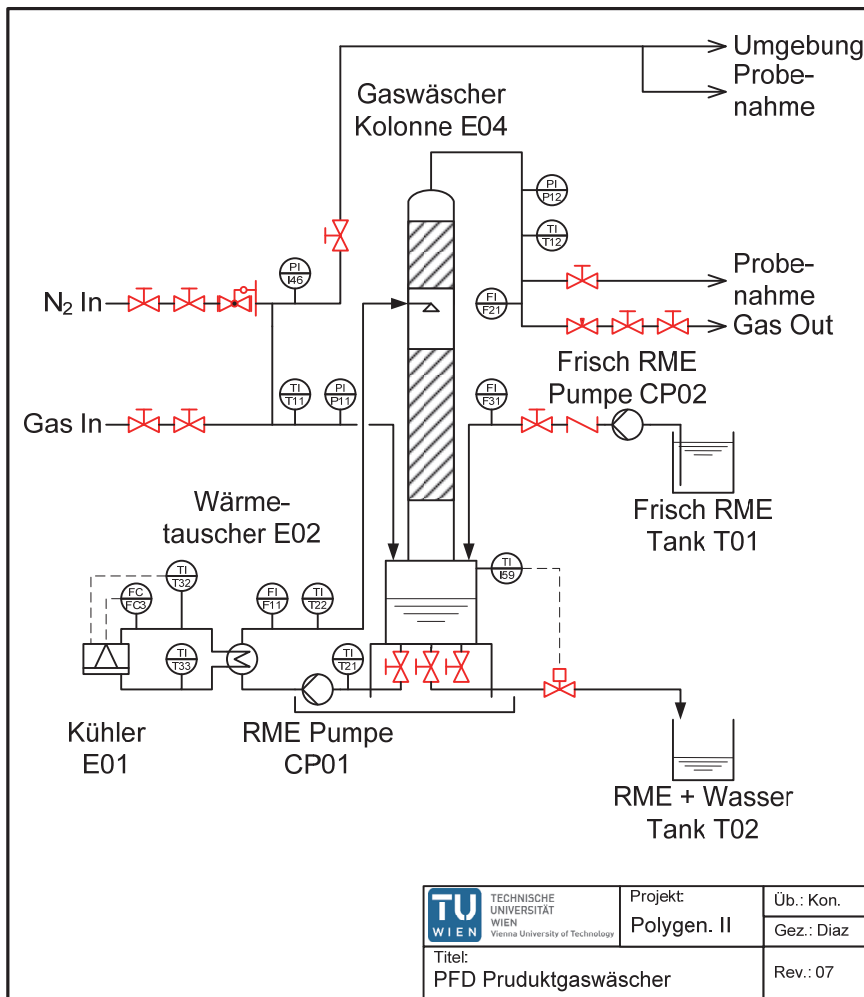 Umgebung
Probe-
nahme
Gaswäscher
Kolonne E04
PI
P12
TI
T12
PI
I46
N₂ In
FI
F21
Probe-
nahme
Gas Out
Frisch RME
Pumpe CP02
TI
T11
PI
P11
FI
F31
Gas In
Wärme-
tauscher E02
Frisch RME
Tank T01
TI
T32
TI
I59
FC
FC3
FI
F11
TI
T22
TI
T33
TI
T21
Kühler
E01
RME Pumpe
CP01
RME + Wasser
Tank T02
TU
WIEN
TECHNISCHE
UNIVERSITÄT
WIEN
Vienna University of Technology
Projekt:
Polygen. II
Üb.: Kon.
Gez.: Diaz
Titel:
PFD Pruduktgaswäscher
Rev.: 07